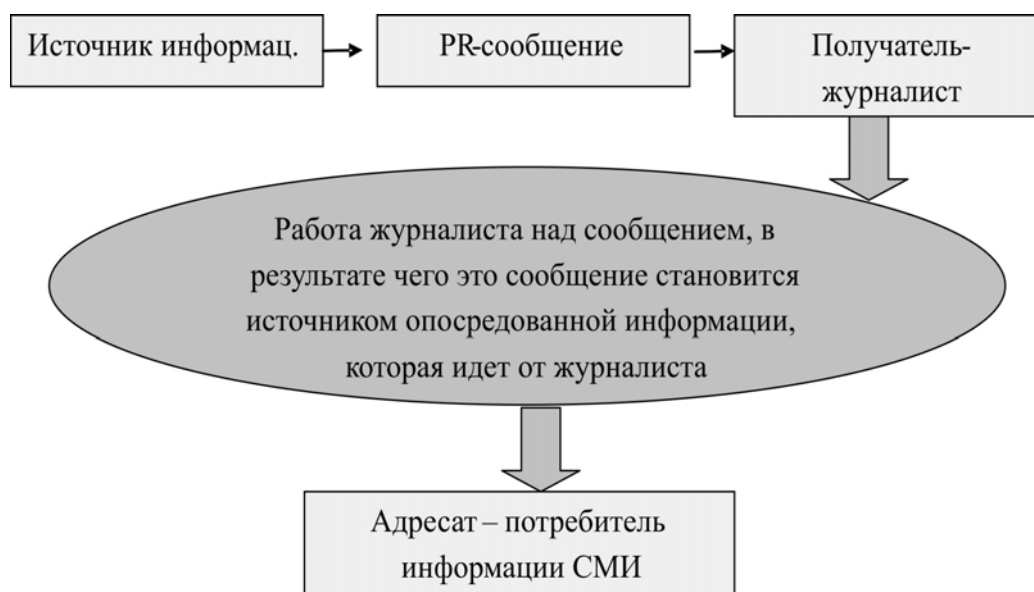 Источник информац.
PR-сообщение
Получатель-
журналист
Работа журналиста над сообщением, в
результате чего это сообщение становится
источником опосредованной информации,
которая идет от журналиста
Адресат – потребитель
информации СМИ